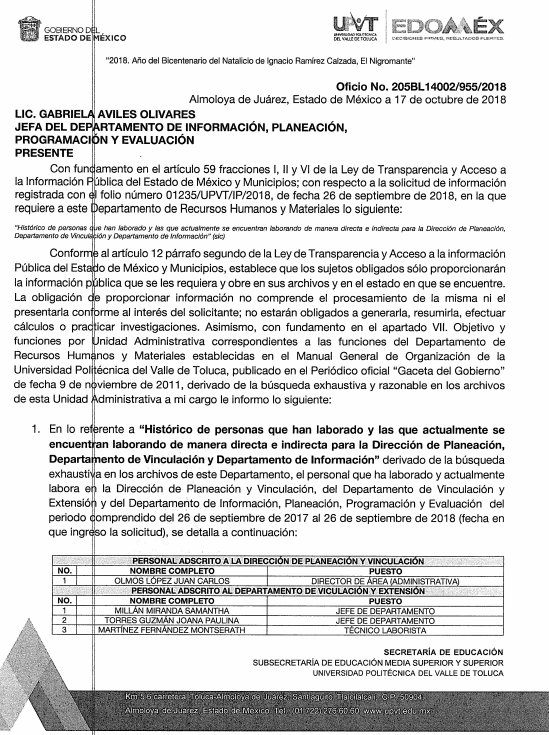 GOBIERNO DEL
ESTADO DE MÉXICO
UPVT
UNIVERSIDAD POLITÉCNICA
DEL VALLE DE TOLUCA
EDOMÉX
DECISIONES FIRMES, RESULTADOS FUERTES.
"2018. Año del Bicentenario del Natalicio de Ignacio Ramírez Calzada, El Nigromante"
Oficio No. 205BL14002/955/2018
Almoloya de Juárez, Estado de México a 17 de octubre de 2018
LIC. GABRIELA AVILES OLIVARES
JEFA DEL DEPARTAMENTO DE INFORMACIÓN, PLANEACIÓN,
PROGRAMACIÓN Y EVALUACIÓN
PRESENTE
Con fundamento en el artículo 59 fracciones I, II y VI de la Ley de Transparencia y Acceso a
la Información Pública del Estado de México y Municipios; con respecto a la solicitud de información
registrada con el folio número 01235/UPVT/IP/2018, de fecha 26 de septiembre de 2018, en la que
requiere a este Departamento de Recursos Humanos y Materiales lo siguiente:
"Histórico de personas que han laborado y las que actualmente se encuentran laborando de manera directa e indirecta para la Dirección de Planeación,
Departamento de Vinculación y Departamento de Información" (sic)
Conforme al artículo 12 párrafo segundo de la Ley de Transparencia y Acceso a la información
Pública del Estado de México y Municipios, establece que los sujetos obligados sólo proporcionarán
la información pública que se les requiera y obre en sus archivos y en el estado en que se encuentre.
La obligación de proporcionar información no comprende el procesamiento de la misma ni el
presentarla conforme al interés del solicitante; no estarán obligados a generarla, resumirla, efectuar
cálculos o practicar investigaciones. Asimismo, con fundamento en el apartado VII. Objetivo y
funciones por Unidad Administrativa correspondientes a las funciones del Departamento de
Recursos Humanos y Materiales establecidas en el Manual General de Organización de la
Universidad Politécnica del Valle de Toluca, publicado en el Periódico oficial "Gaceta del Gobierno"
de fecha 9 de noviembre de 2011, derivado de la búsqueda exhaustiva y razonable en los archivos
de esta Unidad Administrativa a mi cargo le informo lo siguiente:
1. En lo referente a "Histórico de personas que han laborado y las que actualmente se
encuentran laborando de manera directa e indirecta para la Dirección de Planeación,
Departamento de Vinculación y Departamento de Información" derivado de la búsqueda
exhaustiva en los archivos de este Departamento, el personal que ha laborado y actualmente
labora en la Dirección de Planeación y Vinculación, del Departamento de Vinculación y
Extensión y del Departamento de Información, Planeación, Programación y Evaluación del
periodo comprendido del 26 de septiembre de 2017 al 26 de septiembre de 2018 (fecha en
que ingreso la solicitud), se detalla a continuación:
PERSONAL ADSCRITO A LA DIRECCIÓN DE PLANEACIÓN Y VINCULACIÓN
NO. NOMBRE COMPLETO PUESTO
1 OLMOS LÓPEZ JUAN CARLOS DIRECTOR DE ÁREA (ADMINISTRATIVA)
PERSONAL ADSCRITO AL DEPARTAMENTO DE VICULACIÓN Y EXTENSIÓN
NO. NOMBRE COMPLETO PUESTO
1 MILLÁN MIRANDA SAMANTHA JEFE DE DEPARTAMENTO
2 TORRES GUZMÁN JOANA PAULINA JEFE DE DEPARTAMENTO
3 MARTÍNEZ FERNÁNDEZ MONTSERATH TÉCNICO LABORISTA
SECRETARÍA DE EDUCACIÓN
SUBSECRETARÍA DE EDUCACIÓN MEDIA SUPERIOR Y SUPERIOR
UNIVERSIDAD POLITÉCNICA DEL VALLE DE TOLUCA
Km 5.6 carretera Toluca-Almoloya de Juárez, Santiaguito Tlalcilalcali, C.P. 50904,
Almoloya de Juárez, Estado de México. Tel. (01 722) 276 60 60 www.upvt.edu.mx